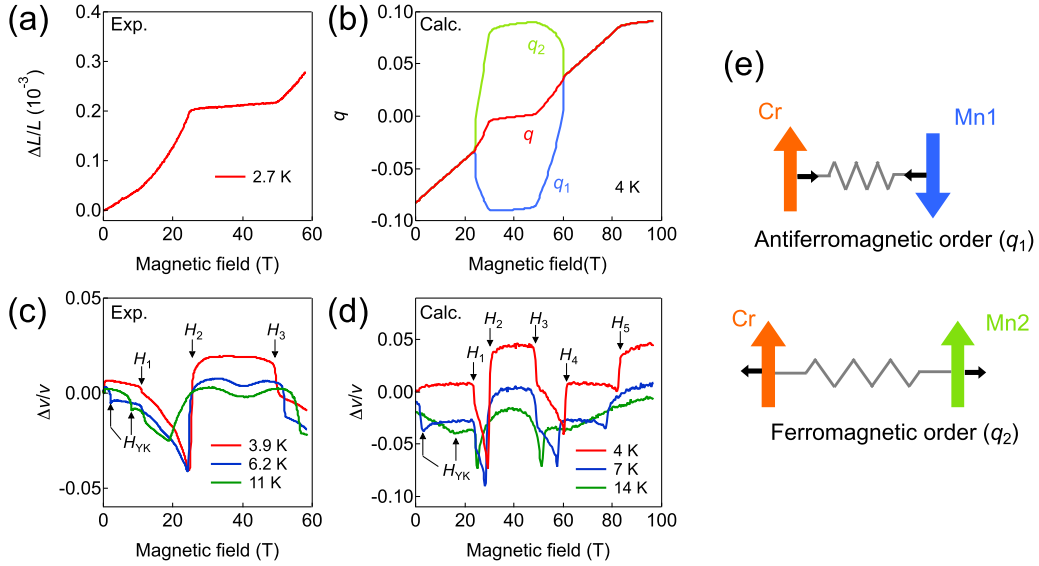 (a)
Exp.
0.4
0.3
0.2
0.1
0.0
ΔL/L (10⁻³)
2.7 K
0
20
40
60
Magnetic field (T)
(b)
Calc.
0.10
0.05
0.00
-0.05
-0.10
q
q₂
q
q₁
4 K
0
20
40
60
80
100
Magnetic field(T)
(c)
Exp.
0.05
0.00
-0.05
Δv/v
H₁
H₂
H₃
H_YK
3.9 K
6.2 K
11 K
0
20
40
60
Magnetic field (T)
(d)
Calc.
0.05
0.00
-0.05
-0.10
Δv/v
H₁
H₂
H₃
H₄
H₅
H_YK
4 K
7 K
14 K
0
20
40
60
80
100
Magnetic field (T)
(e)
Cr
Mn1
Antiferromagnetic order (q₁)
Cr
Mn2
Ferromagnetic order (q₂)